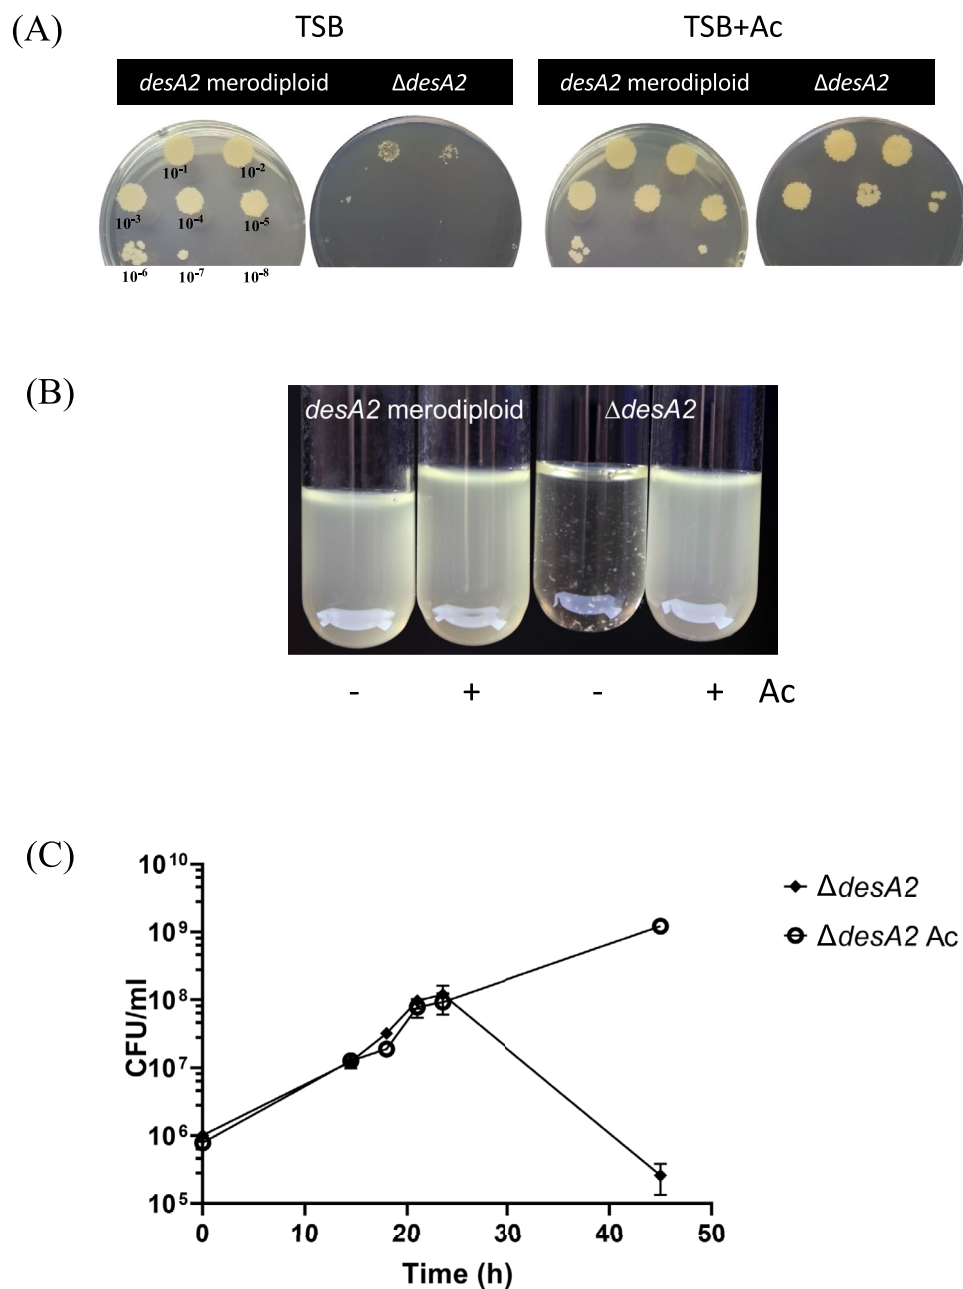 (A)
TSB TSB+Ac
desA2 merodiploid ΔdesA2 desA2 merodiploid ΔdesA2
10⁻¹ 10⁻²
10⁻³ 10⁻⁴ 10⁻⁵
10⁻⁶ 10⁻⁷ 10⁻⁸
(B)
desA2 merodiploid ΔdesA2
- + - + Ac
(C)
CFU/ml
10¹⁰
10⁹
10⁸
10⁷
10⁶
10⁵
0 10 20 30 40 50
Time (h)
ΔdesA2
ΔdesA2 Ac